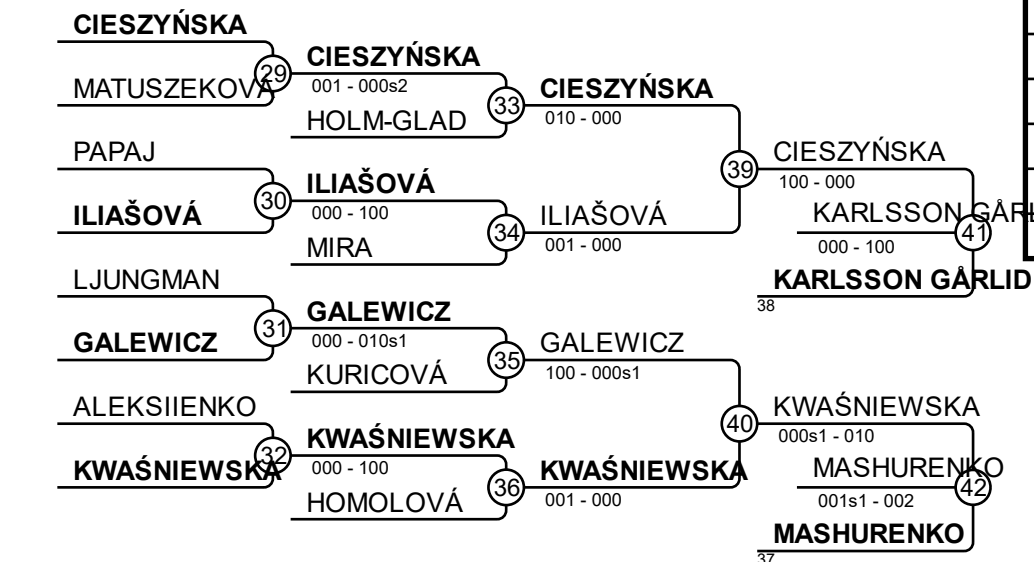 CIESZYŃSKA
29
MATUSZEKOVÁ
CIESZYŃSKA
001 - 000s2
HOLM-GLAD
33
CIESZYŃSKA
010 - 000
PAPAJ
30
ILIAŠOVÁ
ILIAŠOVÁ
000 - 100
MIRA
34
ILIAŠOVÁ
001 - 000
39
CIESZYŃSKA
100 - 000
KARLSSON GÅRL
000 - 100
41
KARLSSON GÅRLID
38
LJUNGMAN
31
GALEWICZ
GALEWICZ
000 - 010s1
KURICOVÁ
35
GALEWICZ
100 - 000s1
ALEKSIIENKO
32
KWAŚNIEWSKA
KWAŚNIEWSKA
000 - 100
HOMOLOVÁ
36
KWAŚNIEWSKA
001 - 000
40
KWAŚNIEWSKA
000s1 - 010
MASHURENKO
001s1 - 002
42
MASHURENKO
37